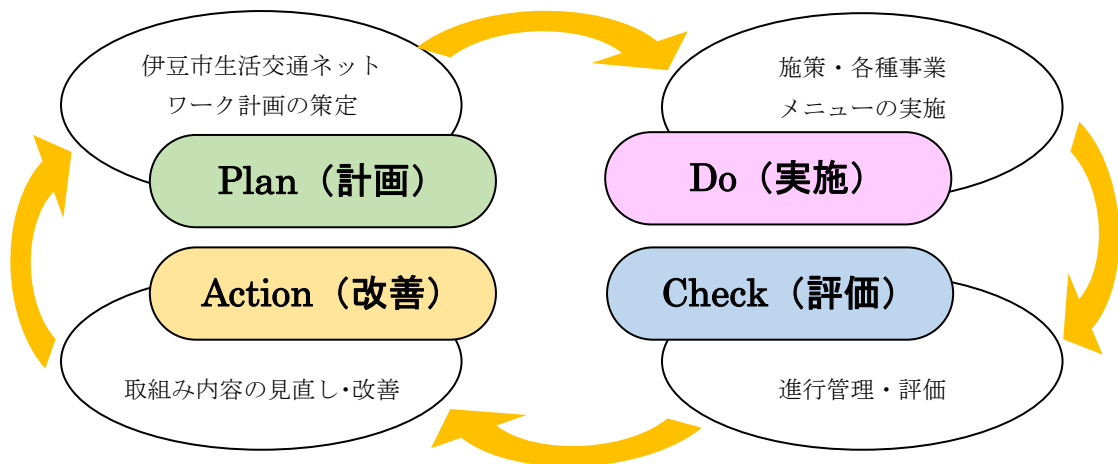 伊豆市生活交通ネット
ワーク計画の策定
Plan（計画）
施策・各種事業
メニューの実施
Do（実施）
Action（改善）
取組み内容の見直し・改善
Check（評価）
進行管理・評価